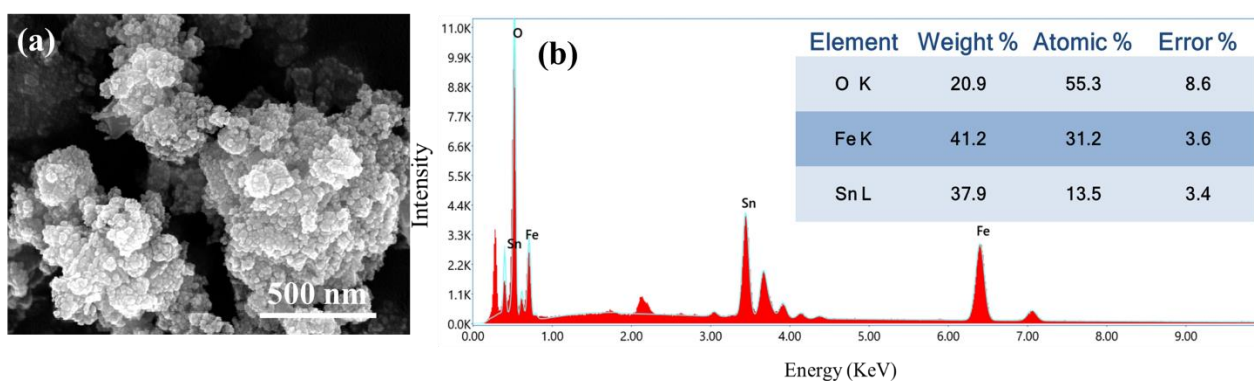 (a)
500 nm
(b)
Intensity
11.0K
9.9K
8.8K
7.7K
6.6K
5.5K
4.4K
3.3K
2.2K
1.1K
0.0K
O
Sn
Fe
Sn
Fe
Element Weight % Atomic % Error %
O K 20.9 55.3 8.6
Fe K 41.2 31.2 3.6
Sn L 37.9 13.5 3.4
0.00 1.00 2.00 3.00 4.00 5.00 6.00 7.00 8.00 9.00
Energy (KeV)